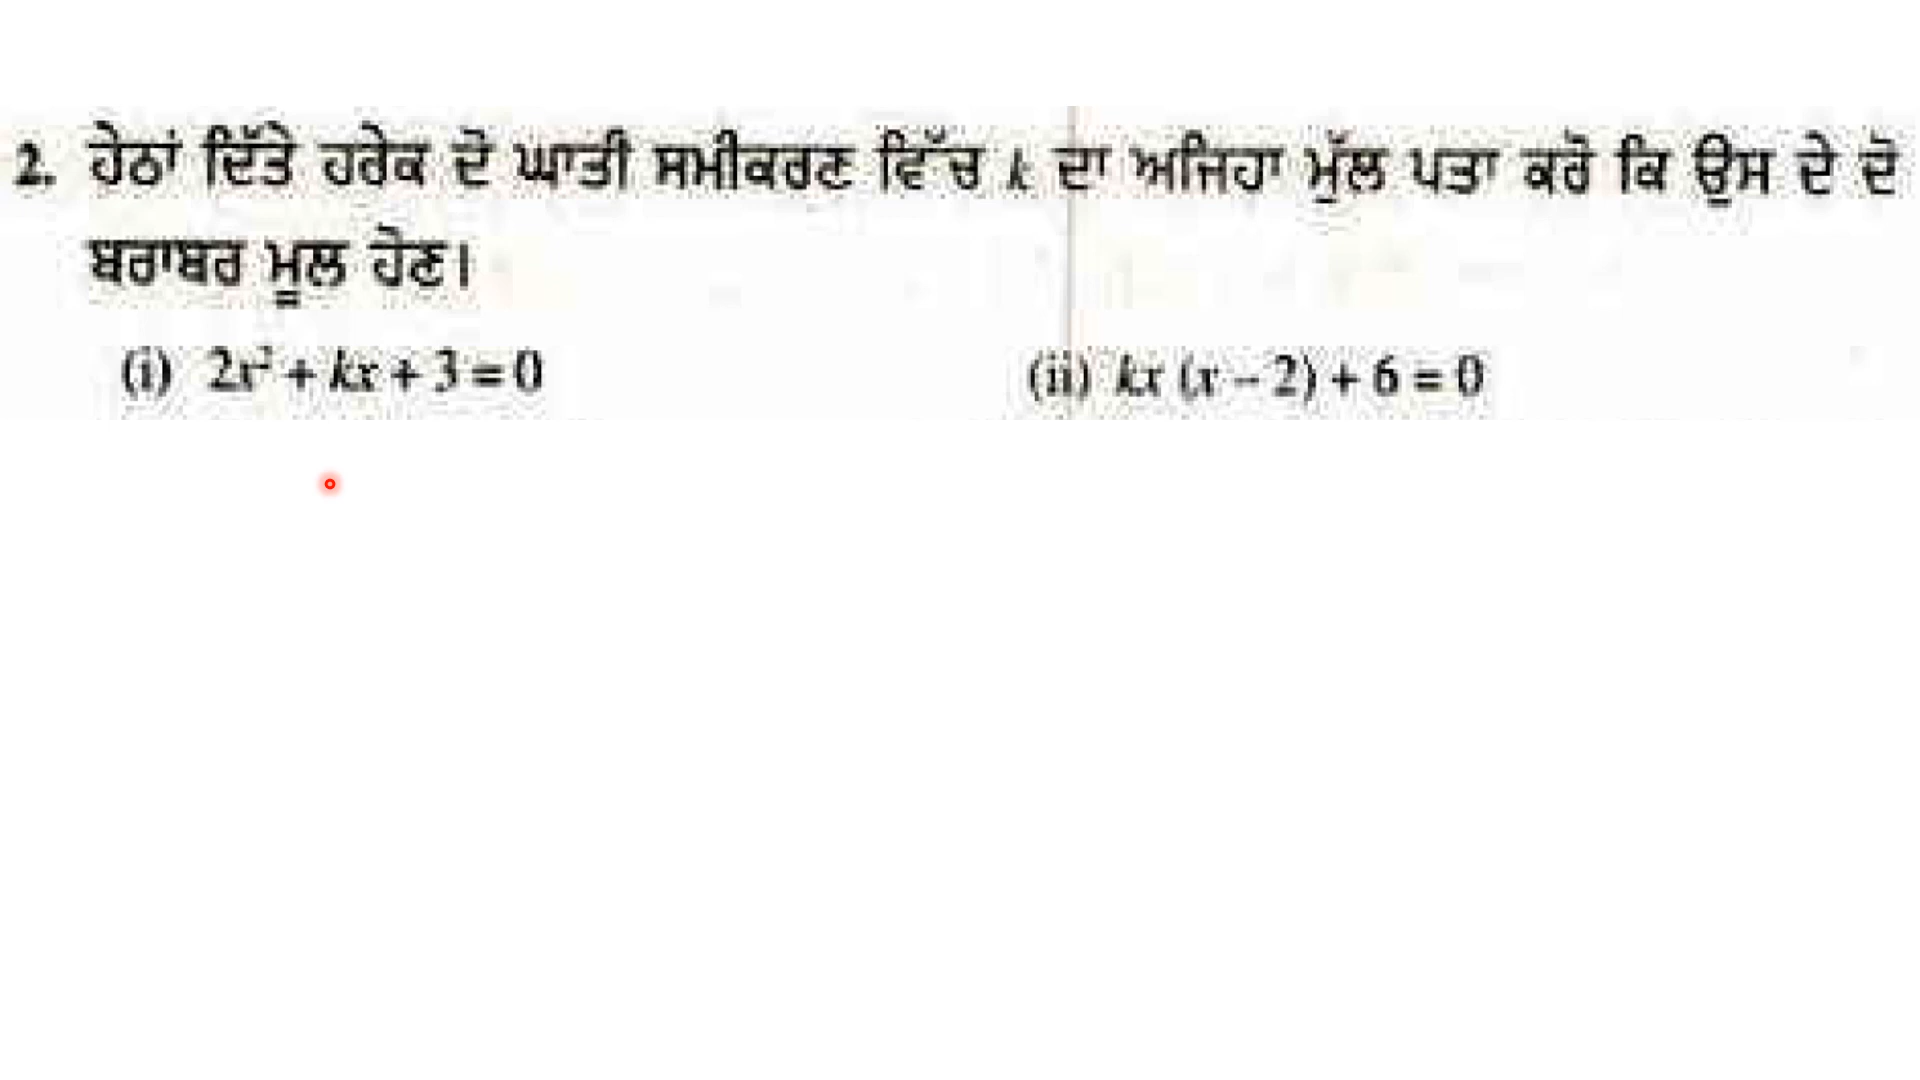 2. ਹੇਠਾਂ ਦਿੱਤੇ ਹਰੇਕ ਦੋ ਘਾਤੀ ਸਮੀਕਰਣ ਵਿੱਚ k ਦਾ ਅਜਿਹਾ ਮੁੱਲ ਪਤਾ ਕਰੋ ਕਿ ਉਸ ਦੇ ਦੋ
ਬਰਾਬਰ ਮੂਲ ਹੋਣ।
(i) 2x² + kx + 3 = 0 (ii) kx (x – 2) + 6 = 0